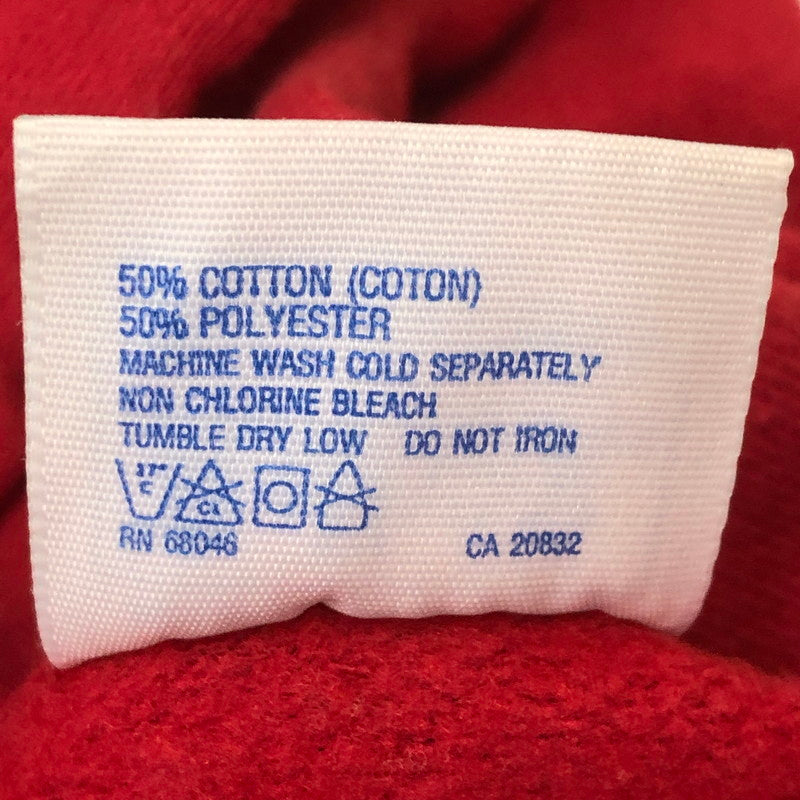 50% COTTON (COTON)
50% POLYESTER
MACHINE WASH COLD SEPARATELY
NON CHLORINE BLEACH
TUMBLE DRY LOW DO NOT IRON
C CL
RN 68046 CA 20832